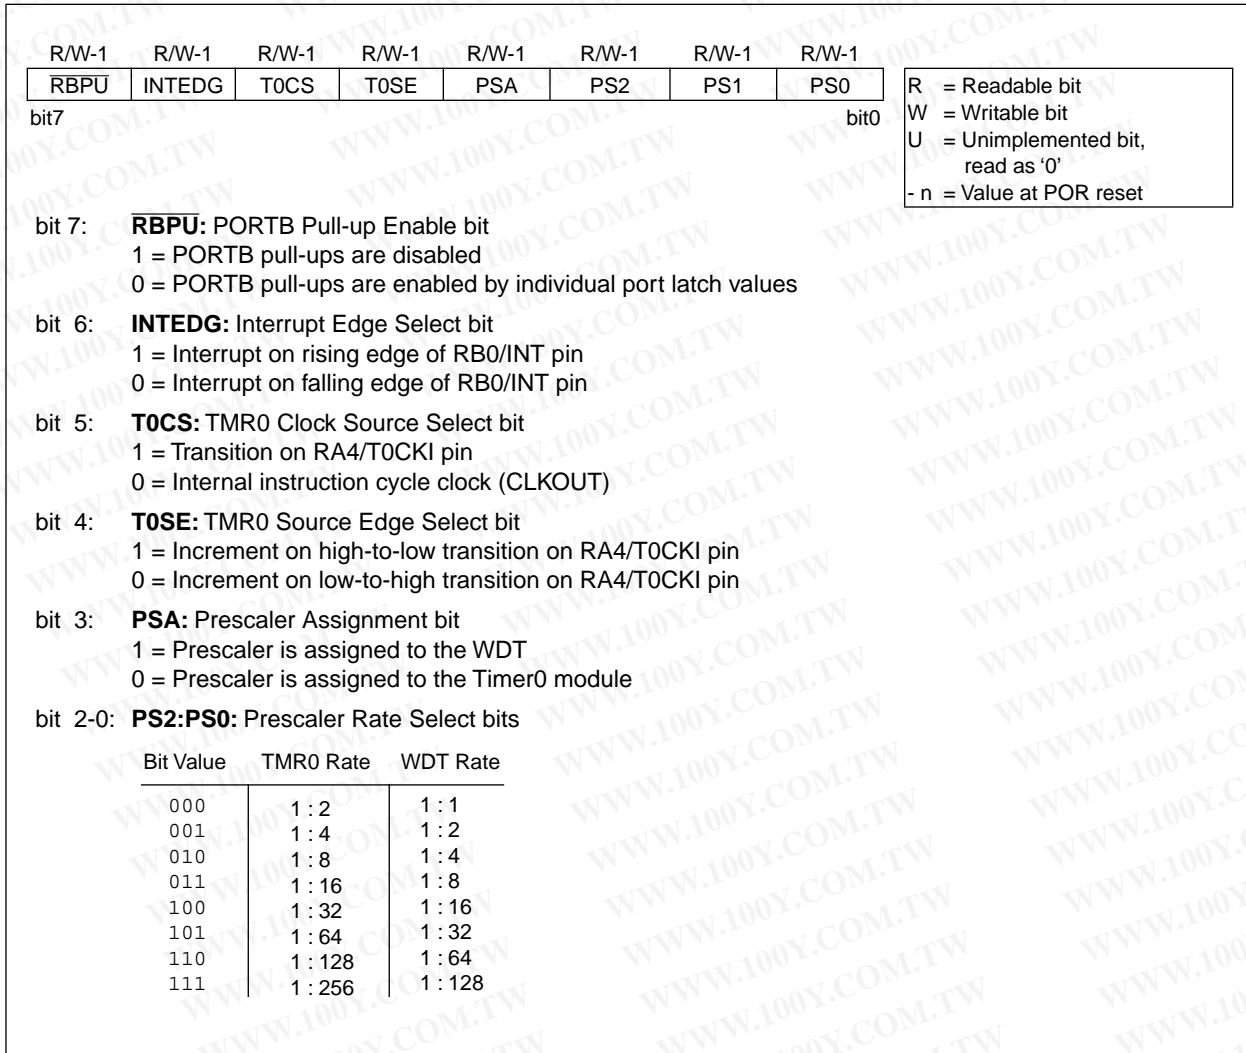 R/W-1 R/W-1 R/W-1 R/W-1 R/W-1 R/W-1 R/W-1 R/W-1
RBPU INTEDG T0CS T0SE PSA PS2 PS1 PS0
bit7 bit0
R = Readable bit
W = Writable bit
U = Unimplemented bit,
read as ‘0’
- n = Value at POR reset
bit 7: RBPU: PORTB Pull-up Enable bit
1 = PORTB pull-ups are disabled
0 = PORTB pull-ups are enabled by individual port latch values
bit 6: INTEDG: Interrupt Edge Select bit
1 = Interrupt on rising edge of RB0/INT pin
0 = Interrupt on falling edge of RB0/INT pin
bit 5: T0CS: TMR0 Clock Source Select bit
1 = Transition on RA4/T0CKI pin
0 = Internal instruction cycle clock (CLKOUT)
bit 4: T0SE: TMR0 Source Edge Select bit
1 = Increment on high-to-low transition on RA4/T0CKI pin
0 = Increment on low-to-high transition on RA4/T0CKI pin
bit 3: PSA: Prescaler Assignment bit
1 = Prescaler is assigned to the WDT
0 = Prescaler is assigned to the Timer0 module
bit 2-0: PS2:PS0: Prescaler Rate Select bits
Bit Value TMR0 Rate WDT Rate
000 1 : 2 1 : 1
001 1 : 4 1 : 2
010 1 : 8 1 : 4
011 1 : 16 1 : 8
100 1 : 32 1 : 16
101 1 : 64 1 : 32
110 1 : 128 1 : 64
111 1 : 256 1 : 128
WWW.100Y.COM.TW